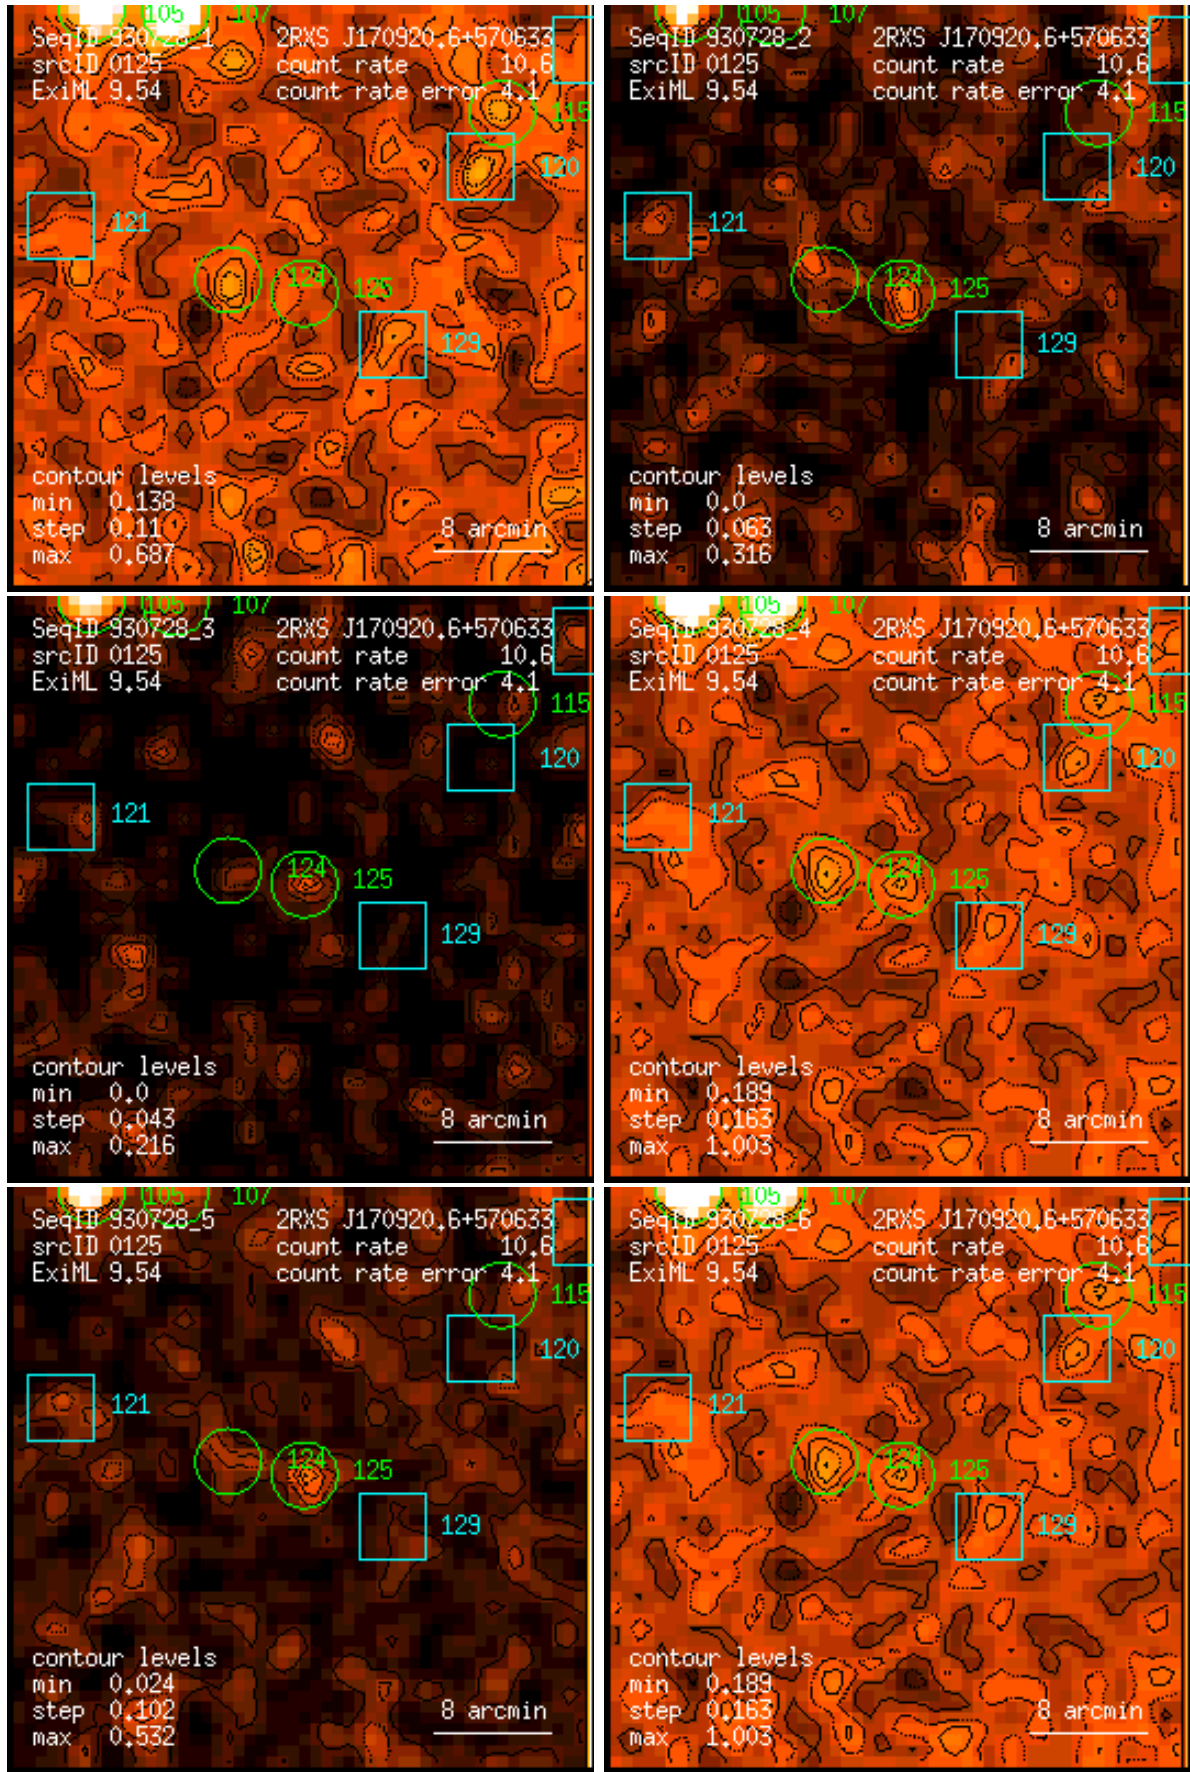 105 107
SeqID 930728_1 2RXS J170920.6+570633
srcID 0125 count rate 10.6
ExiML 9.54 count rate error 4.1
115
120
121
124
125
129
contour levels
min 0.138
step 0.11
max 0.687
8 arcmin
105 107
SeqID 930728_2 2RXS J170920.6+570633
srcID 0125 count rate 10.6
ExiML 9.54 count rate error 4.1
115
120
121
124
125
129
contour levels
min 0.0
step 0.063
max 0.316
8 arcmin
105 107
SeqID 930728_3 2RXS J170920.6+570633
srcID 0125 count rate 10.6
ExiML 9.54 count rate error 4.1
115
120
121
124
125
129
contour levels
min 0.0
step 0.043
max 0.216
8 arcmin
105 107
SeqID 930728_4 2RXS J170920.6+570633
srcID 0125 count rate 10.6
ExiML 9.54 count rate error 4.1
115
120
121
124
125
129
contour levels
min 0.189
step 0.163
max 1.003
8 arcmin
105 107
SeqID 930728_5 2RXS J170920.6+570633
srcID 0125 count rate 10.6
ExiML 9.54 count rate error 4.1
115
120
121
124
125
129
contour levels
min 0.024
step 0.102
max 0.532
8 arcmin
105 107
SeqID 930728_6 2RXS J170920.6+570633
srcID 0125 count rate 10.6
ExiML 9.54 count rate error 4.1
115
120
121
124
125
129
contour levels
min 0.189
step 0.163
max 1.003
8 arcmin